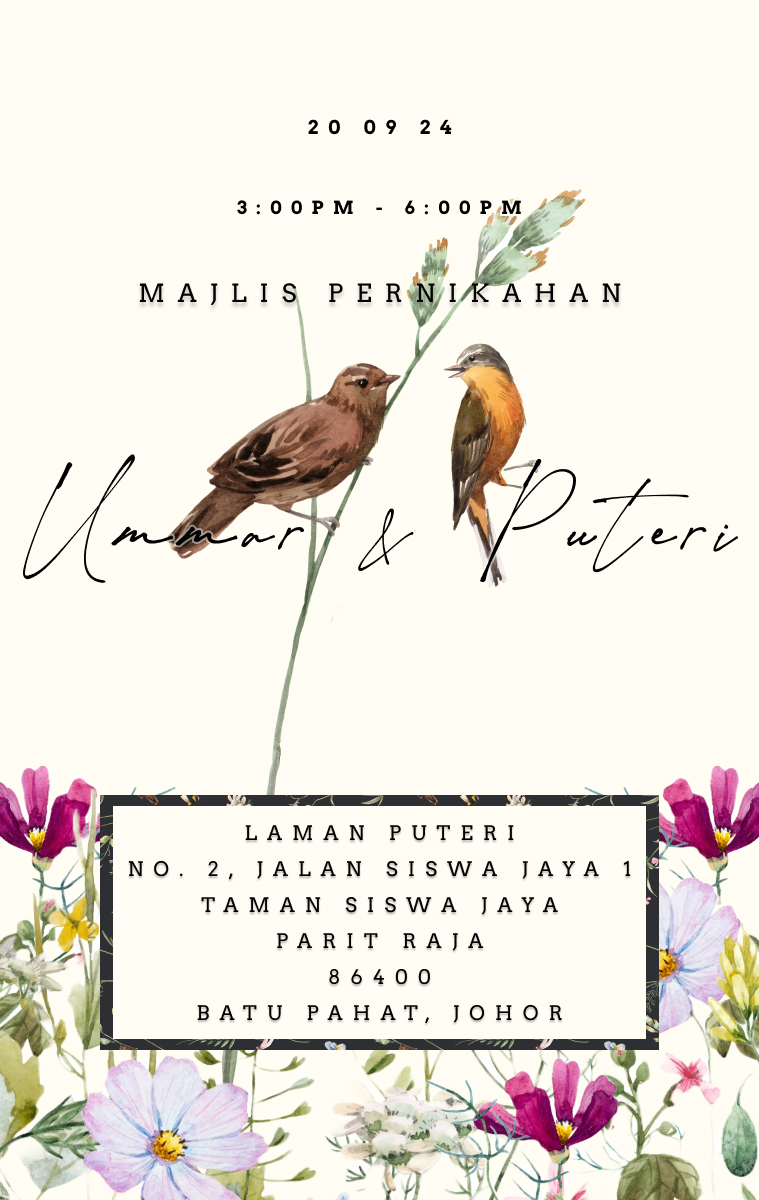 20 09 24
3:00PM - 6:00PM
MAJLIS PERNIKAHAN
Ummar & Puteri
LAMAN PUTERI
NO. 2, JALAN SISWA JAYA 1
TAMAN SISWA JAYA
PARIT RAJA
86400
BATU PAHAT, JOHOR